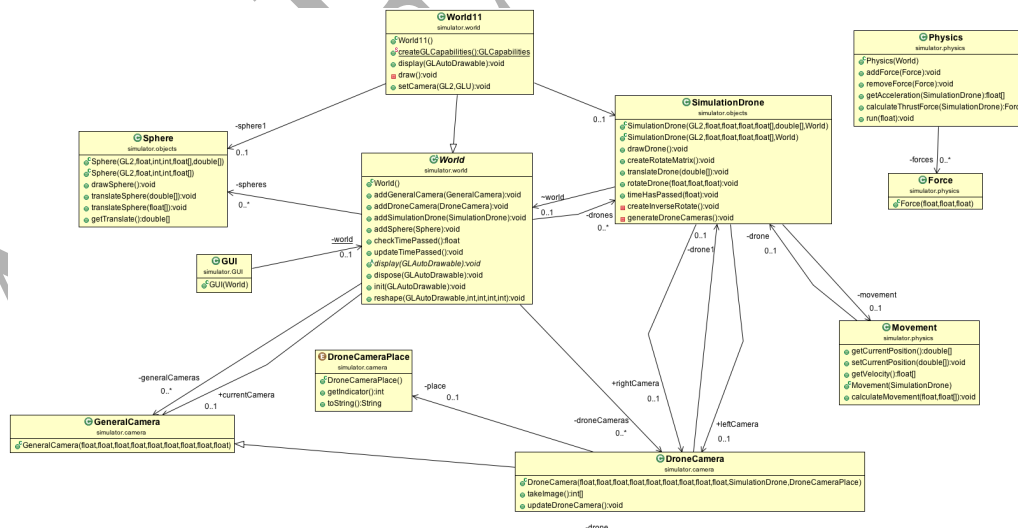 World11
simulator.world
World11()
createGLCapabilities():GLCapabilities
display(GLAutoDrawable):void
draw():void
setCamera(GL2,GLU):void
Physics
simulator.physics
Physics(World)
addForce(Force):void
removeForce(Force):void
getAcceleration(SimulationDrone):float[]
calculateThrustForce(SimulationDrone):Forc
run(float):void
SimulationDrone
simulator.objects
SimulationDrone(GL2,float,float,float,float[],double[],World)
SimulationDrone(GL2,float,float,float,float[],World)
drawDrone():void
createRotateMatrix():void
translateDrone(double[]):void
rotateDrone(float,float,float):void
timeHasPassed(float):void
createInverseRotate():void
generateDroneCameras():void
Sphere
simulator.objects
Sphere(GL2,float,int,int,float[],double[])
Sphere(GL2,float,int,int,float[])
drawSphere():void
translateSphere(double[]):void
translateSphere(float[]):void
getTranslate():double[]
-sphere1
0..1
0..1
-spheres
0..*
World
simulator.world
World()
addGeneralCamera(GeneralCamera):void
addDroneCamera(DroneCamera):void
addSimulationDrone(SimulationDrone):void
addSphere(Sphere):void
checkTimePassed():float
updateTimePassed():void
display(GLAutoDrawable):void
dispose(GLAutoDrawable):void
init(GLAutoDrawable):void
reshape(GLAutoDrawable,int,int,int,int):void
-forces 0..*
Force
simulator.physics
Force(float,float,float)
~world
0..1
-drones
0..*
-world
0..1
GUI
simulator.GUI
GUI(World)
0..1
-drone1
-drone
0..1
-movement
0..1
Movement
simulator.physics
getCurrentPosition():double[]
setCurrentPosition(double[]):void
getVelocity():float[]
Movement(SimulationDrone)
calculateMovement(float,float[]):void
DroneCameraPlace
simulator.camera
DroneCameraPlace()
getIndicator():int
toString():String
-place
0..1
-generalCameras
0..*
+currentCamera
0..1
+rightCamera
0..1
-droneCameras
0..*
+leftCamera
0..1
GeneralCamera
simulator.camera
GeneralCamera(float,float,float,float,float,float,float,float,float)
DroneCamera
simulator.camera
DroneCamera(float,float,float,float,float,float,float,float,float,SimulationDrone,DroneCameraPlace)
takeImage():int[]
updateDroneCamera():void
-drone